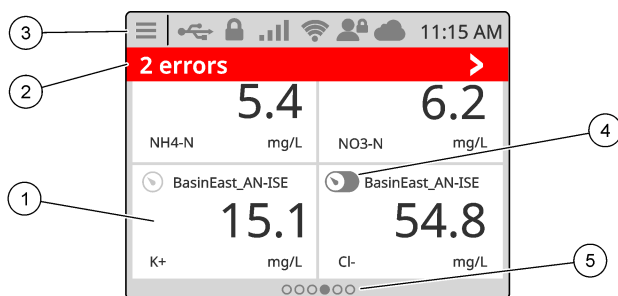 11:15 AM
2 errors
5.4
6.2
NH4-N mg/L
NO3-N mg/L
BasinEast_AN-ISE
BasinEast_AN-ISE
15.1
54.8
K+ mg/L
Cl- mg/L
1
2
3
4
5